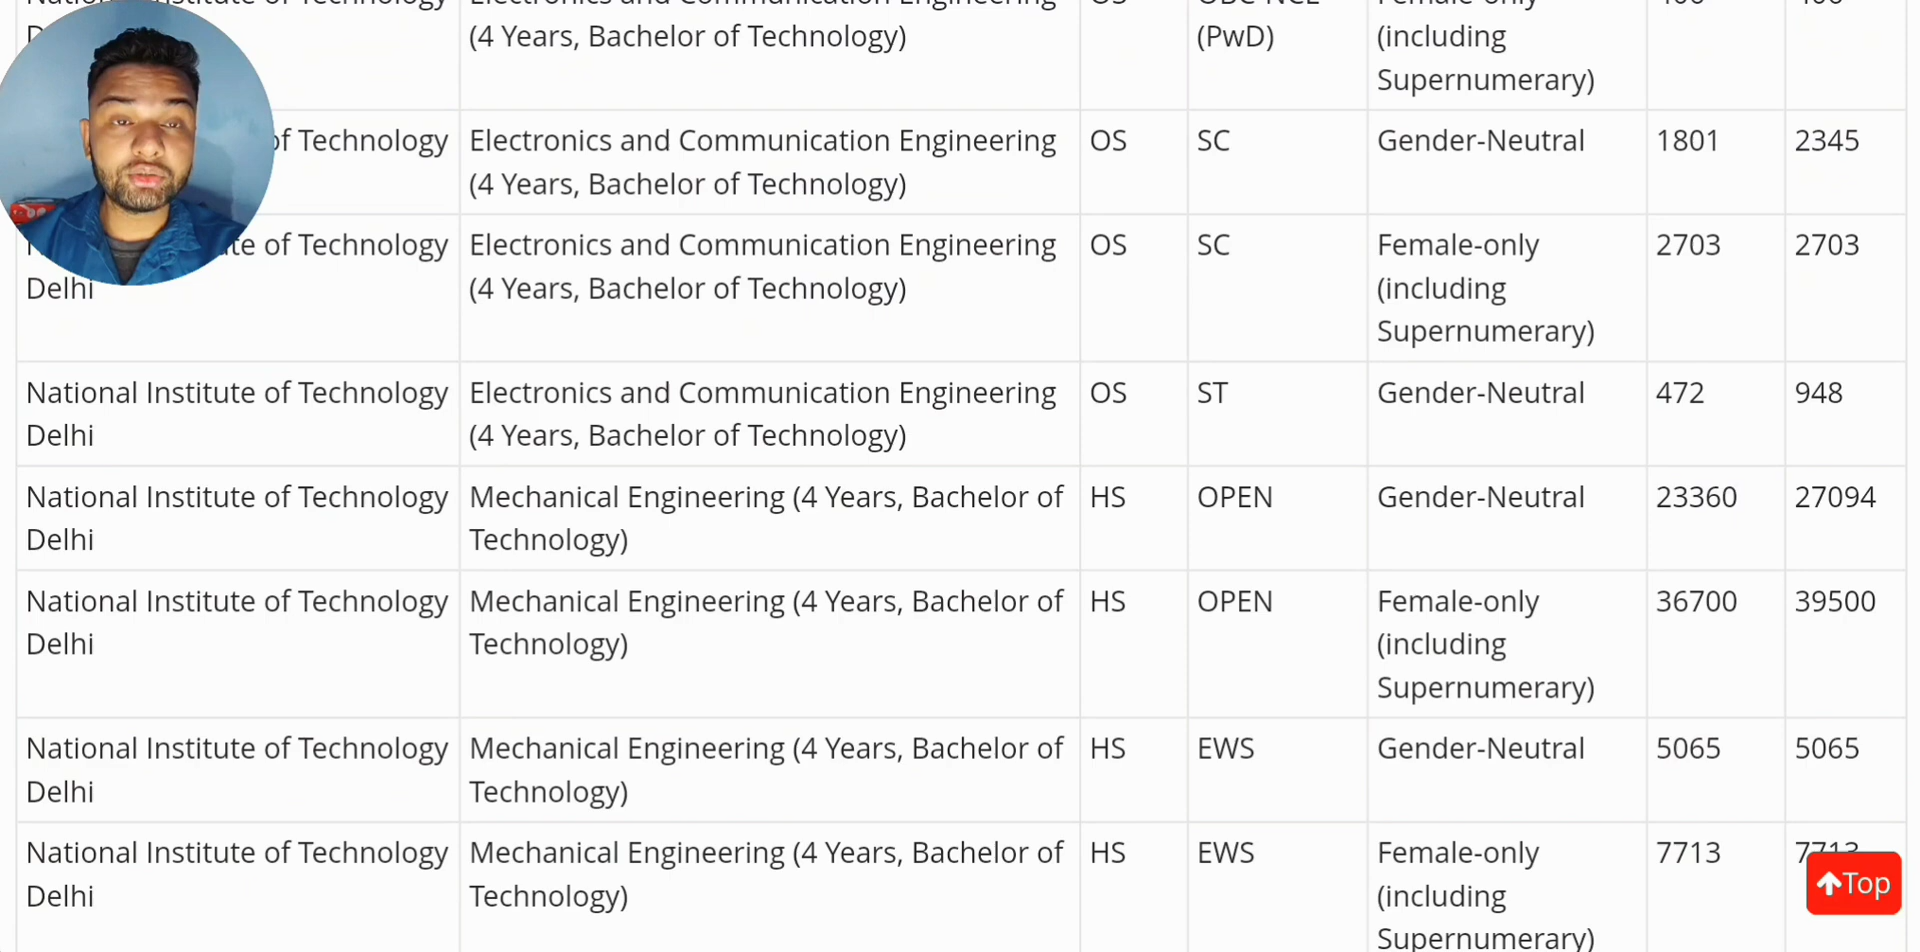 (4 Years, Bachelor of Technology) (PwD) (including
Supernumerary)
of Technology Electronics and Communication Engineering OS SC Gender-Neutral 1801 2345
(4 Years, Bachelor of Technology)
of Technology Electronics and Communication Engineering OS SC Female-only 2703 2703
Delhi (4 Years, Bachelor of Technology) (including
Supernumerary)
National Institute of Technology Electronics and Communication Engineering OS ST Gender-Neutral 472 948
Delhi (4 Years, Bachelor of Technology)
National Institute of Technology Mechanical Engineering (4 Years, Bachelor of HS OPEN Gender-Neutral 23360 27094
Delhi Technology)
National Institute of Technology Mechanical Engineering (4 Years, Bachelor of HS OPEN Female-only 36700 39500
Delhi Technology) (including
Supernumerary)
National Institute of Technology Mechanical Engineering (4 Years, Bachelor of HS EWS Gender-Neutral 5065 5065
Delhi Technology)
National Institute of Technology Mechanical Engineering (4 Years, Bachelor of HS EWS Female-only 7713
Delhi Technology) (including
Supernumerary)
Top